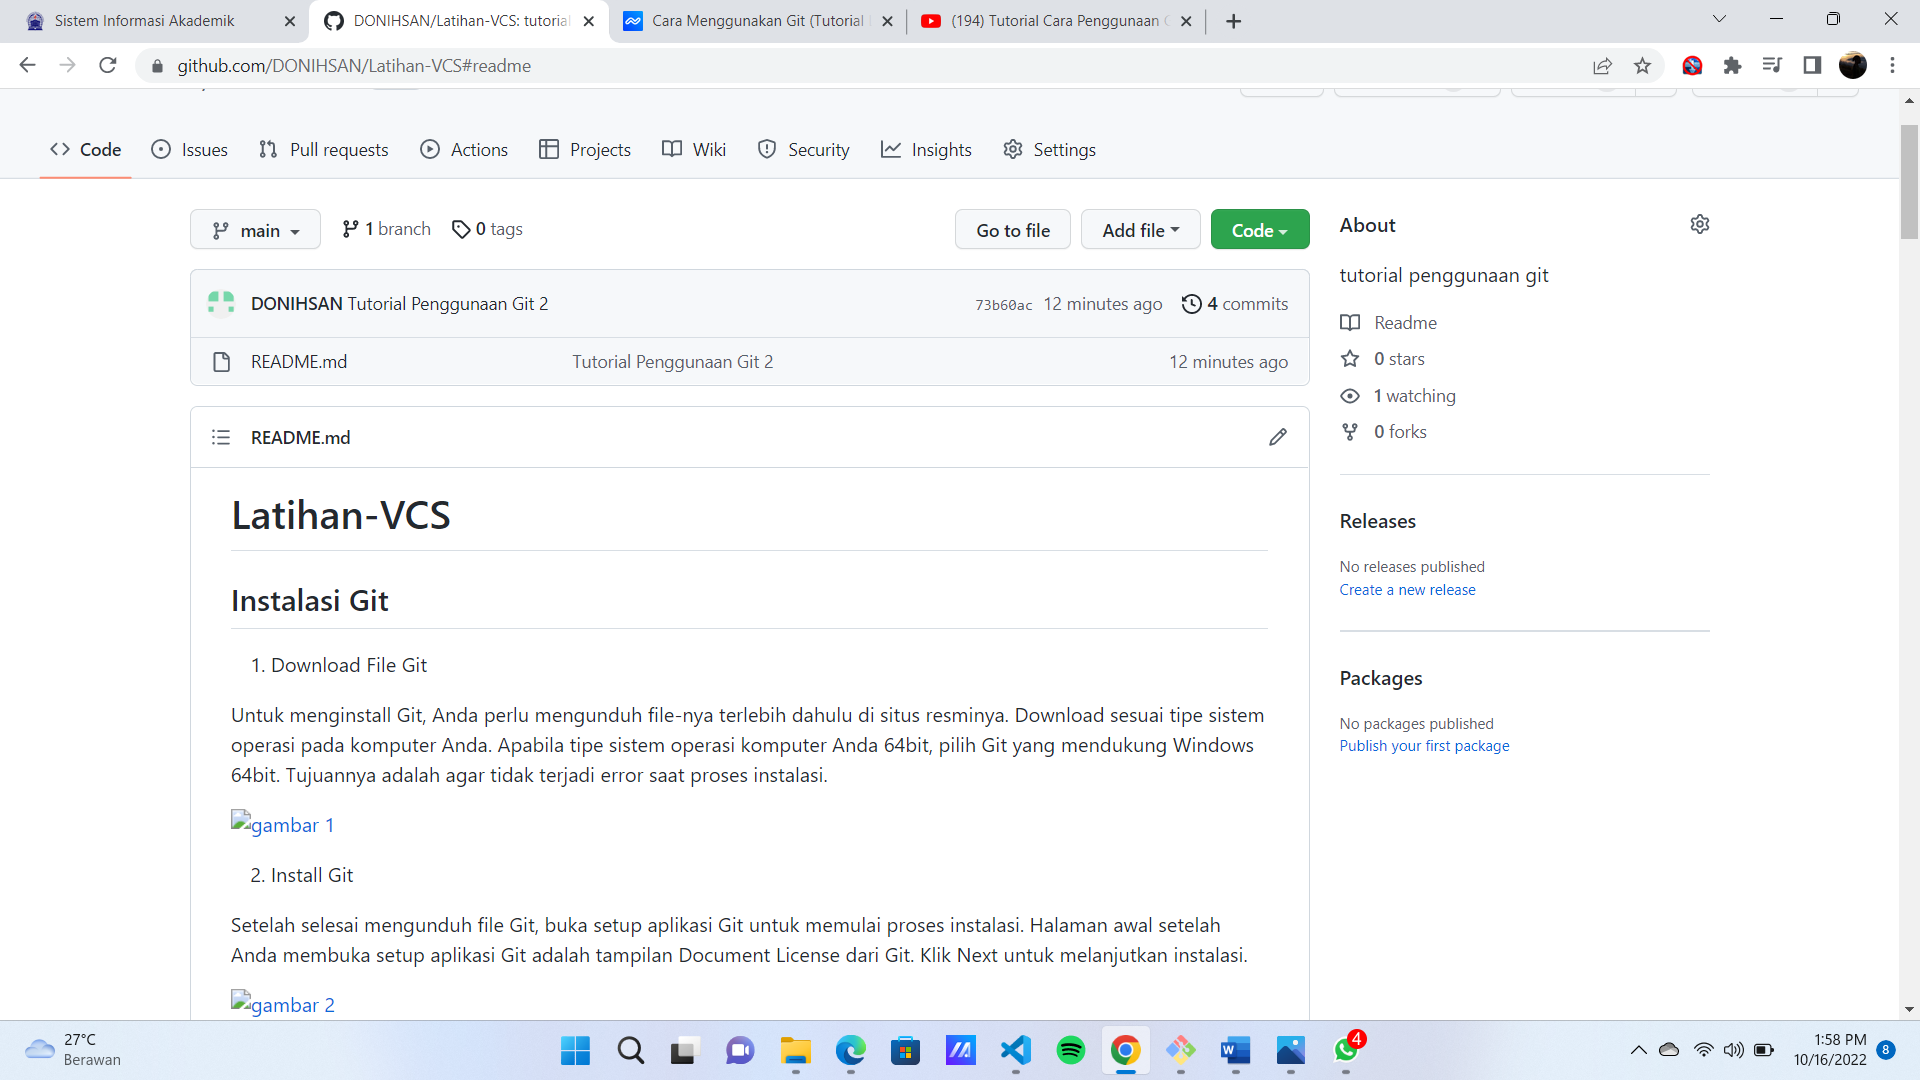 Sistem Informasi Akademik
DONIHSAN/Latihan-VCS: tutorial
Cara Menggunakan Git (Tutorial
(194) Tutorial Cara Penggunaan
github.com/DONIHSAN/Latihan-VCS#readme
Code
Issues
Pull requests
Actions
Projects
Wiki
Security
Insights
Settings
main
1 branch
0 tags
Go to file
Add file
Code
DONIHSAN Tutorial Penggunaan Git 2
73b60ac
12 minutes ago
4 commits
README.md
Tutorial Penggunaan Git 2
12 minutes ago
README.md
Latihan-VCS
Instalasi Git
1. Download File Git
Untuk menginstall Git, Anda perlu mengunduh file-nya terlebih dahulu di situs resminya. Download sesuai tipe sistem
operasi pada komputer Anda. Apabila tipe sistem operasi komputer Anda 64bit, pilih Git yang mendukung Windows
64bit. Tujuannya adalah agar tidak terjadi error saat proses instalasi.
gambar 1
2. Install Git
Setelah selesai mengunduh file Git, buka setup aplikasi Git untuk memulai proses instalasi. Halaman awal setelah
Anda membuka setup aplikasi Git adalah tampilan Document License dari Git. Klik Next untuk melanjutkan instalasi.
gambar 2
About
tutorial penggunaan git
Readme
0 stars
1 watching
0 forks
Releases
No releases published
Create a new release
Packages
No packages published
Publish your first package
27°C
Berawan
4
1:58 PM
10/16/2022
8